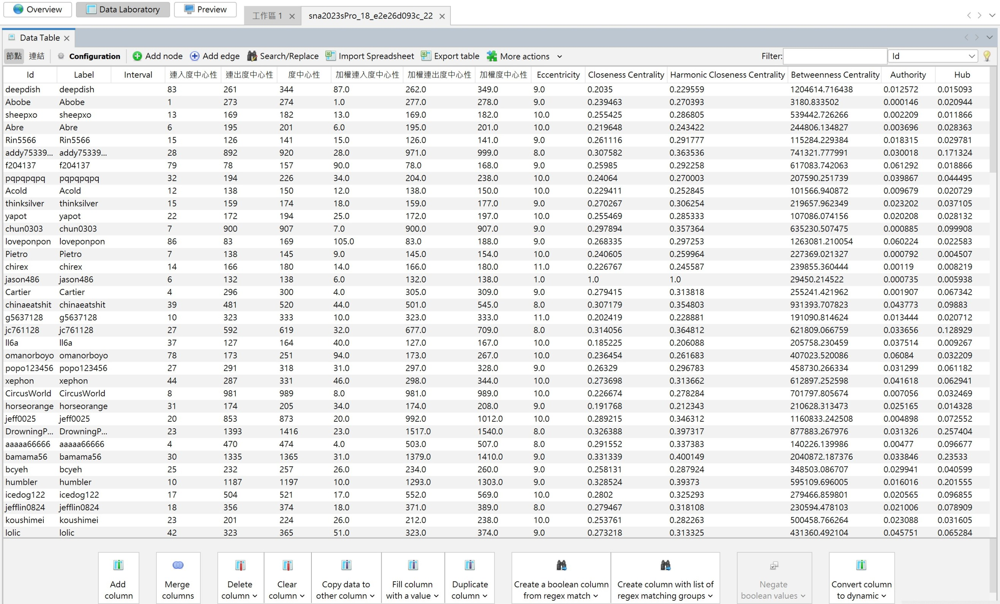 Overview Data Laboratory Preview 工作區 1 sna2023sPro_18_e2e26d093c_22
Data Table
節點 連結 Configuration Add node Add edge Search/Replace Import Spreadsheet Export table More actions Filter: Id
Id Label Interval 連入度中心性 連出度中心性 度中心性 加權連入度中心性 加權連出度中心性 加權度中心性 Eccentricity Closeness Centrality Harmonic Closeness Centrality Betweenness Centrality Authority Hub
deepdish deepdish 83 261 344 87.0 262.0 349.0 9.0 0.2035 0.229559 1204614.716438 0.012572 0.015093
Abobe Abobe 1 273 274 1.0 277.0 278.0 9.0 0.239463 0.270393 3180.833502 0.000146 0.020944
sheepxo sheepxo 13 169 182 13.0 169.0 182.0 10.0 0.255425 0.286805 539442.726266 0.002209 0.011866
Abre Abre 6 195 201 6.0 195.0 201.0 10.0 0.219648 0.243422 244806.134827 0.003696 0.028363
Rin5566 Rin5566 15 126 141 15.0 126.0 141.0 9.0 0.261116 0.291777 115284.229384 0.018315 0.029781
addy75339... addy75339... 28 892 920 28.0 971.0 999.0 8.0 0.307582 0.363536 741321.777991 0.030018 0.171324
f204137 f204137 79 78 157 90.0 78.0 168.0 9.0 0.25985 0.292258 617083.742063 0.061292 0.018866
pqpqpqpq pqpqpqpq 32 194 226 34.0 204.0 238.0 10.0 0.24064 0.270003 207590.251739 0.039867 0.044495
Acold Acold 12 138 150 12.0 138.0 150.0 10.0 0.229411 0.252845 101566.940872 0.009679 0.020729
thinksilver thinksilver 15 159 174 18.0 159.0 177.0 9.0 0.270267 0.306254 219657.962349 0.023202 0.037105
yapot yapot 22 172 194 25.0 172.0 197.0 10.0 0.255469 0.285333 107086.074156 0.020208 0.028132
chun0303 chun0303 7 900 907 7.0 900.0 907.0 9.0 0.297894 0.357364 635230.507475 0.000885 0.099908
loveponpon loveponpon 86 83 169 105.0 83.0 188.0 9.0 0.268335 0.297253 1263081.210054 0.060224 0.022583
Pietro Pietro 7 138 145 9.0 145.0 154.0 10.0 0.240605 0.259964 227369.021327 0.000792 0.004507
chirex chirex 14 166 180 14.0 166.0 180.0 11.0 0.226767 0.245587 239855.360444 0.00119 0.008219
jason486 jason486 6 132 138 6.0 132.0 138.0 1.0 1.0 1.0 29450.214522 0.000735 0.005938
Cartier Cartier 4 296 300 4.0 305.0 309.0 9.0 0.279415 0.313818 255241.421962 0.001907 0.067342
chinaeatshit chinaeatshit 39 481 520 44.0 501.0 545.0 8.0 0.307179 0.354803 931393.707823 0.043773 0.09883
g5637128 g5637128 10 323 333 10.0 323.0 333.0 11.0 0.202419 0.228881 191090.814624 0.013444 0.020712
jc761128 jc761128 27 592 619 32.0 677.0 709.0 8.0 0.314056 0.364812 621809.066759 0.033656 0.128929
ll6a ll6a 37 127 164 40.0 127.0 167.0 10.0 0.185225 0.206088 205758.230459 0.037514 0.009267
omanorboyo omanorboyo 78 173 251 94.0 173.0 267.0 10.0 0.236454 0.261683 407023.520086 0.06084 0.032209
popo123456 popo123456 27 291 318 31.0 297.0 328.0 9.0 0.26329 0.296783 458730.266334 0.031299 0.061182
xephon xephon 44 287 331 46.0 298.0 344.0 10.0 0.273698 0.313662 612897.252598 0.041618 0.062941
CircusWorld CircusWorld 8 981 989 8.0 981.0 989.0 10.0 0.226674 0.278284 701797.805674 0.007056 0.032469
horseorange horseorange 31 174 205 34.0 174.0 208.0 9.0 0.191768 0.212343 210628.313473 0.025165 0.014328
jeff0025 jeff0025 20 853 873 20.0 992.0 1012.0 10.0 0.289215 0.346312 1160833.242508 0.004898 0.072552
DrowningP... DrowningP... 23 1393 1416 23.0 1517.0 1540.0 8.0 0.326388 0.397317 877883.267976 0.031326 0.257404
aaaaa66666 aaaaa66666 4 470 474 4.0 503.0 507.0 8.0 0.291552 0.337383 140226.139986 0.00477 0.096677
bamama56 bamama56 30 1335 1365 31.0 1379.0 1410.0 9.0 0.331339 0.400149 2040872.187376 0.033846 0.23533
bcyeh bcyeh 25 232 257 26.0 234.0 260.0 9.0 0.258131 0.287924 348503.086707 0.029941 0.040599
humbler humbler 10 1187 1197 10.0 1293.0 1303.0 9.0 0.328524 0.39373 595109.696005 0.016016 0.201555
icedog122 icedog122 17 504 521 17.0 552.0 569.0 10.0 0.2802 0.325293 279466.859801 0.020565 0.096855
jefflin0824 jefflin0824 18 356 374 18.0 371.0 389.0 8.0 0.279467 0.318108 230594.478103 0.021006 0.078909
koushimei koushimei 23 201 224 26.0 212.0 238.0 10.0 0.253761 0.282263 500458.766264 0.023088 0.031605
lolic lolic 42 323 365 51.0 323.0 374.0 9.0 0.273218 0.313325 431360.492104 0.045751 0.065284
Add Merge Delete Clear Copy data to Fill column Duplicate Create a boolean column Create column with list of Negate Convert column
column columns column column other column with a value column from regex match regex matching groups boolean values to dynamic